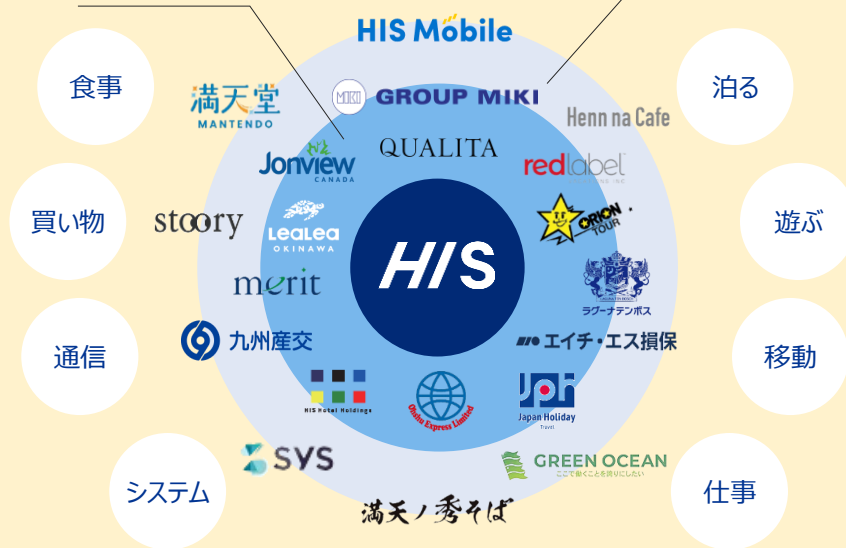 HIS Mobile
食事
泊る
満天堂
MANTENDO
MIKI GROUP MIKI
Henn na Cafe
QUALITA
Jonview
CANADA
redlabel
買い物
stoory
LeaLea
OKINAWA
HIS
ORION
TOUR
遊ぶ
merit
ラグーナテンボス
九州産交
エイチ・エス損保
通信
移動
HIS Hotel Holdings
Ohshu Express Limited
Japan Holiday
Travel
SYS
GREEN OCEAN
ここで働くことを誇りにしたい
システム
仕事
満天ノ秀そば